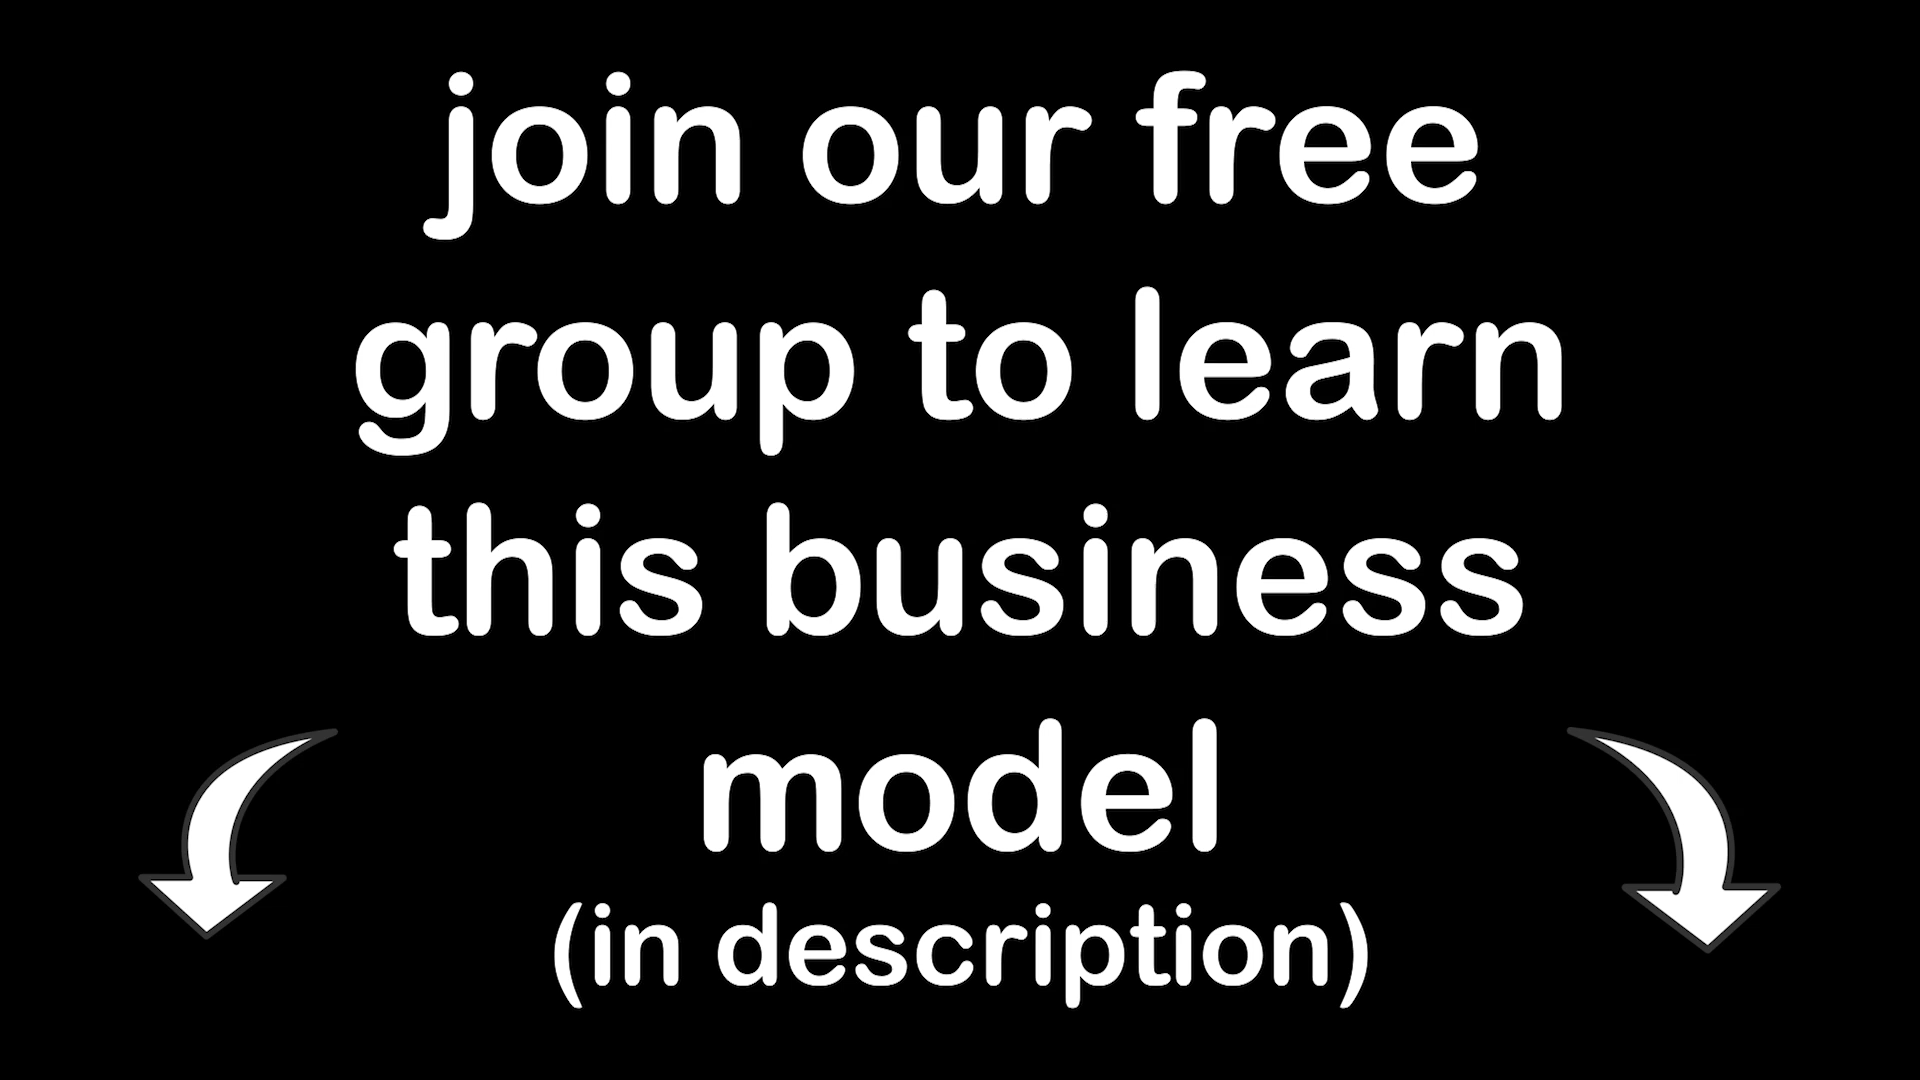 join our free
group to learn
this business
model
(in description)